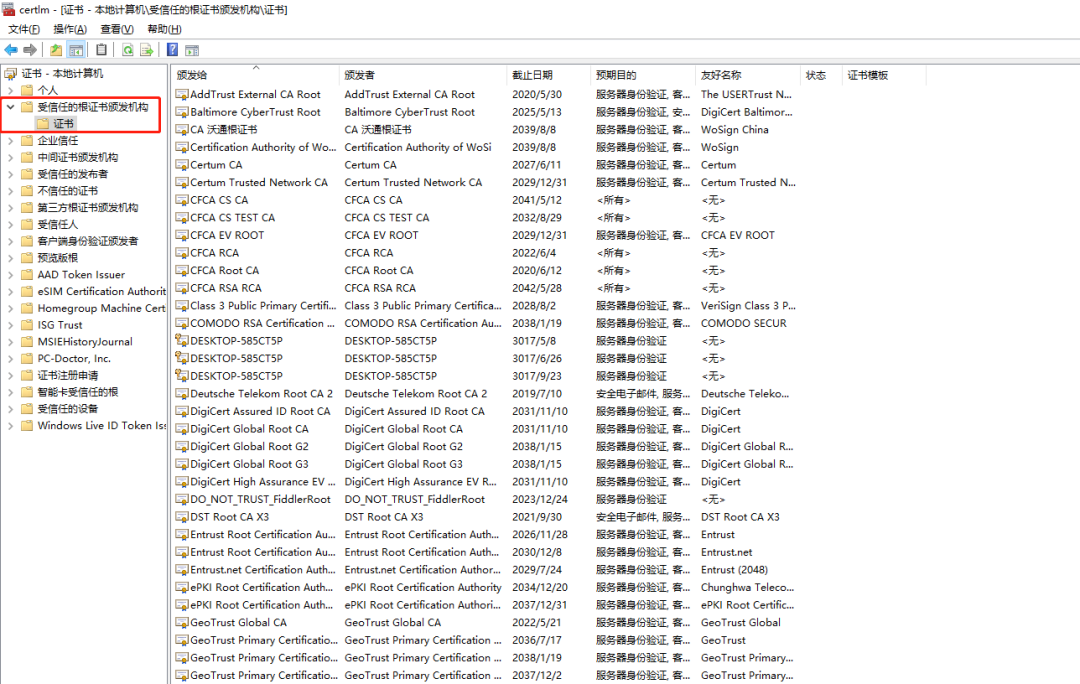 certlm - [证书 - 本地计算机\受信任的根证书颁发机构\证书]
文件(F) 操作(A) 查看(V) 帮助(H)
证书 - 本地计算机
个人
受信任的根证书颁发机构
证书
企业信任
中间证书颁发机构
受信任的发布者
不信任的证书
第三方根证书颁发机构
受信任人
客户端身份验证颁发者
预览版根
AAD Token Issuer
eSIM Certification Authorit
Homegroup Machine Cert
ISG Trust
MSIEHistoryJournal
PC-Doctor, Inc.
证书注册申请
智能卡受信任的根
受信任的设备
Windows Live ID Token Iss
颁发给 颁发者 截止日期 预期目的 友好名称 状态 证书模板
AddTrust External CA Root AddTrust External CA Root 2020/5/30 服务器身份验证, 客... The USERTrust N...
Baltimore CyberTrust Root Baltimore CyberTrust Root 2025/5/13 服务器身份验证, 安... DigiCert Baltimor...
CA 沃通根证书 CA 沃通根证书 2039/8/8 服务器身份验证, 客... WoSign China
Certification Authority of Wo... Certification Authority of WoSi 2039/8/8 服务器身份验证, 客... WoSign
Certum CA Certum CA 2027/6/11 服务器身份验证, 客... Certum
Certum Trusted Network CA Certum Trusted Network CA 2029/12/31 服务器身份验证, 客... Certum Trusted N...
CFCA CS CA CFCA CS CA 2041/5/12 <所有> <无>
CFCA CS TEST CA CFCA CS TEST CA 2032/8/29 <所有> <无>
CFCA EV ROOT CFCA EV ROOT 2029/12/31 服务器身份验证, 客... CFCA EV ROOT
CFCA RCA CFCA RCA 2022/6/4 <所有> <无>
CFCA Root CA CFCA Root CA 2020/6/12 <所有> <无>
CFCA RSA RCA CFCA RSA RCA 2042/5/28 <所有> <无>
Class 3 Public Primary Certifi... Class 3 Public Primary Certifica... 2028/8/2 服务器身份验证, 客... VeriSign Class 3 P...
COMODO RSA Certification ... COMODO RSA Certification Au... 2038/1/19 服务器身份验证, 客... COMODO SECUR
DESKTOP-585CT5P DESKTOP-585CT5P 3017/5/8 服务器身份验证 <无>
DESKTOP-585CT5P DESKTOP-585CT5P 3017/6/26 服务器身份验证 <无>
DESKTOP-585CT5P DESKTOP-585CT5P 3017/9/23 服务器身份验证 <无>
Deutsche Telekom Root CA 2 Deutsche Telekom Root CA 2 2019/7/10 安全电子邮件, 服务... Deutsche Teleko...
DigiCert Assured ID Root CA DigiCert Assured ID Root CA 2031/11/10 服务器身份验证, 客... DigiCert
DigiCert Global Root CA DigiCert Global Root CA 2031/11/10 服务器身份验证, 客... DigiCert
DigiCert Global Root G2 DigiCert Global Root G2 2038/1/15 服务器身份验证, 客... DigiCert Global R...
DigiCert Global Root G3 DigiCert Global Root G3 2038/1/15 服务器身份验证, 客... DigiCert Global R...
DigiCert High Assurance EV ... DigiCert High Assurance EV R... 2031/11/10 服务器身份验证, 客... DigiCert
DO_NOT_TRUST_FiddlerRoot DO_NOT_TRUST_FiddlerRoot 2023/12/24 服务器身份验证 <无>
DST Root CA X3 DST Root CA X3 2021/9/30 安全电子邮件, 服务... DST Root CA X3
Entrust Root Certification Au... Entrust Root Certification Auth... 2026/11/28 服务器身份验证, 客... Entrust
Entrust Root Certification Au... Entrust Root Certification Auth... 2030/12/8 服务器身份验证, 客... Entrust.net
Entrust.net Certification Auth... Entrust.net Certification Author... 2029/7/24 服务器身份验证, 客... Entrust (2048)
ePKI Root Certification Auth... ePKI Root Certification Authority 2034/12/20 服务器身份验证, 客... Chunghwa Teleco...
ePKI Root Certification Auth... ePKI Root Certification Authori... 2037/12/31 服务器身份验证, 客... ePKI Root Certific...
GeoTrust Global CA GeoTrust Global CA 2022/5/21 服务器身份验证, 客... GeoTrust Global
GeoTrust Primary Certificatio... GeoTrust Primary Certification ... 2036/7/17 服务器身份验证, 客... GeoTrust
GeoTrust Primary Certificatio... GeoTrust Primary Certification ... 2038/1/19 服务器身份验证, 客... GeoTrust Primary...
GeoTrust Primary Certificatio... GeoTrust Primary Certification ... 2037/12/2 服务器身份验证, 客... GeoTrust Primary...